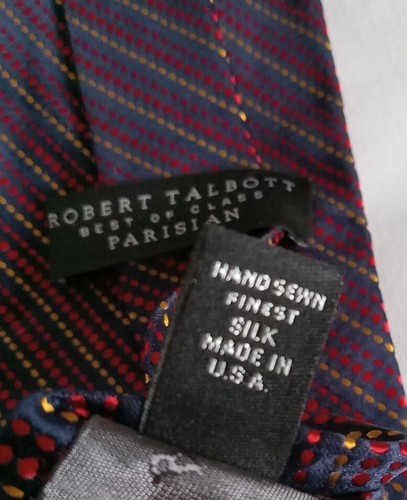 ROBERT TALBOTT
BEST OF CLASS
PARISIAN
HAND SEWN
FINEST
SILK
MADE IN
U.S.A.